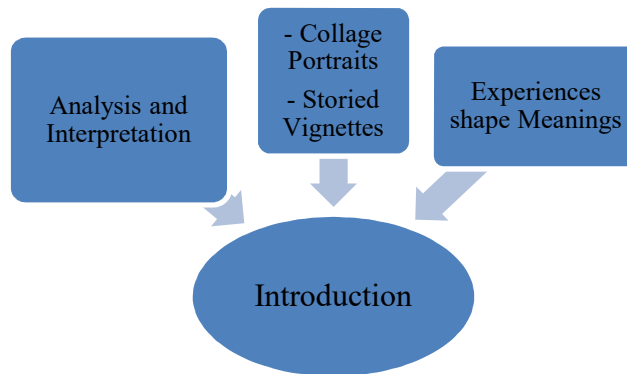 Analysis and
Interpretation
- Collage
Portraits
- Storied
Vignettes
Experiences
shape Meanings
Introduction